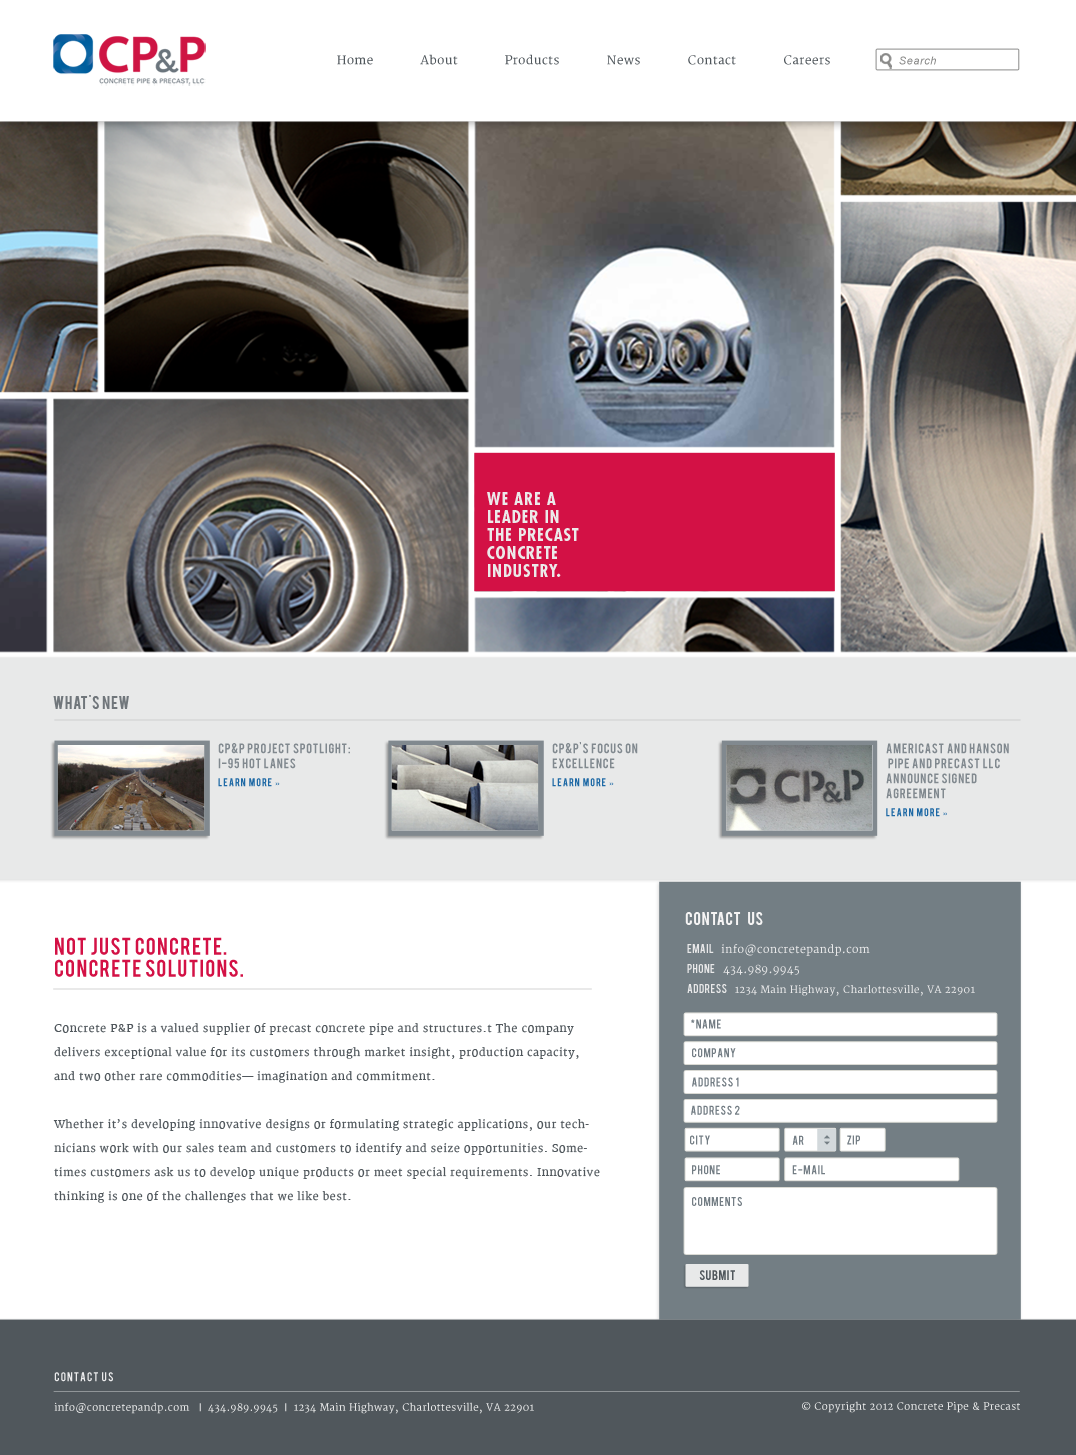 CP&P
CONCRETE PIPE & PRECAST, LLC
Home About Products News Contact Careers Search
WE ARE A
LEADER IN
THE PRECAST
CONCRETE
INDUSTRY.
WHAT'S NEW
CP&P PROJECT SPOTLIGHT:
I-95 HOT LANES
LEARN MORE »
CP&P'S FOCUS ON
EXCELLENCE
LEARN MORE »
CP&P
AMERICAST AND HANSON
PIPE AND PRECAST LLC
ANNOUNCE SIGNED
AGREEMENT
LEARN MORE »
NOT JUST CONCRETE.
CONCRETE SOLUTIONS.
Concrete P&P is a valued supplier of precast concrete pipe and structures.t The company
delivers exceptional value for its customers through market insight, production capacity,
and two other rare commodities— imagination and commitment.
Whether it's developing innovative designs or formulating strategic applications, our tech-
nicians work with our sales team and customers to identify and seize opportunities. Some-
times customers ask us to develop unique products or meet special requirements. Innovative
thinking is one of the challenges that we like best.
CONTACT US
EMAIL info@concretepandp.com
PHONE 434.989.9945
ADDRESS 1234 Main Highway, Charlottesville, VA 22901
*NAME
COMPANY
ADDRESS 1
ADDRESS 2
CITY AR ZIP
PHONE E-MAIL
COMMENTS
SUBMIT
CONTACT US
info@concretepandp.com | 434.989.9945 | 1234 Main Highway, Charlottesville, VA 22901
© Copyright 2012 Concrete Pipe & Precast